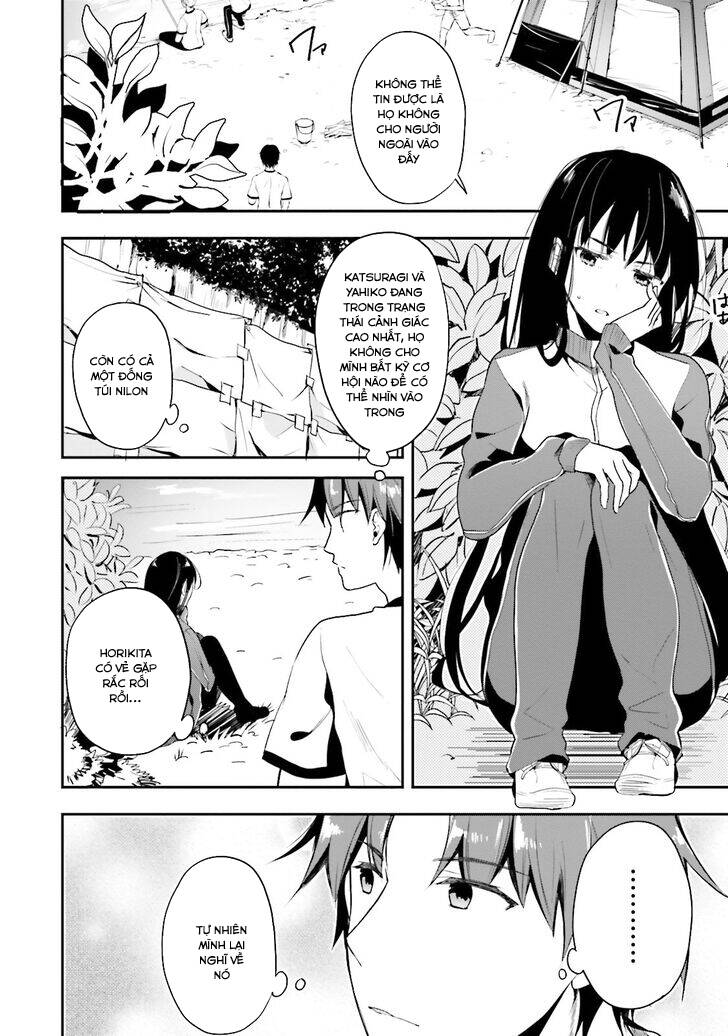 KHÔNG THỂ
TIN ĐƯỢC LÀ
HỌ KHÔNG
CHO NGƯỜI
NGOÀI VÀO
ĐẤY
KATSURAGI VÀ
YAHIKO ĐANG
TRONG TRẠNG
THÁI CẢNH GIÁC
CAO NHẤT, HỌ
KHÔNG CHO
MÌNH BẤT KỲ CƠ
HỘI NÀO ĐỂ CÓ
THỂ NHÌN VÀO
TRONG
CÒN CÓ CẢ
MỘT ĐỐNG
TÚI NILON
HORIKITA
CÓ VẺ GẶP
RẮC RỐI
RỒI...
.........
TỰ NHIÊN
MÌNH LẠI
NGHĨ VỀ
NÓ